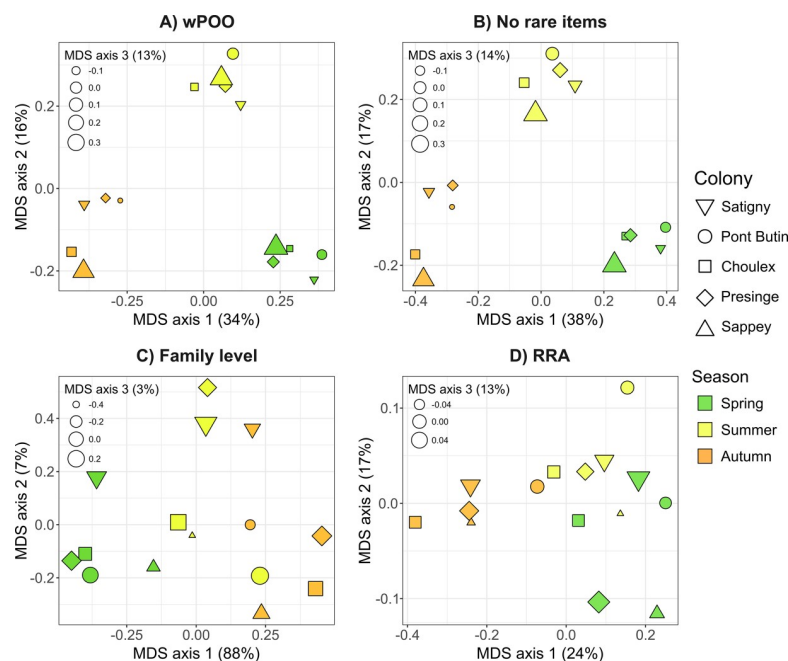 A) wPOO
MDS axis 3 (13%)
-0.1
0.0
0.1
0.2
0.3
0.2
0.0
-0.2
MDS axis 2 (16%)
-0.25
0.00
0.25
MDS axis 1 (34%)
B) No rare items
MDS axis 3 (14%)
-0.1
0.0
0.1
0.2
0.3
0.2
0.0
-0.2
MDS axis 2 (17%)
-0.4
-0.2
0.0
0.2
0.4
MDS axis 1 (38%)
C) Family level
MDS axis 3 (3%)
-0.4
-0.2
0.0
0.2
0.4
0.2
0.0
-0.2
MDS axis 2 (7%)
-0.25
0.00
0.25
MDS axis 1 (88%)
D) RRA
MDS axis 3 (13%)
-0.04
0.00
0.04
0.1
0.0
-0.1
MDS axis 2 (17%)
-0.4
-0.2
0.0
0.2
MDS axis 1 (24%)
Colony
Satigny
Pont Butin
Choulex
Presinge
Sappey
Season
Spring
Summer
Autumn